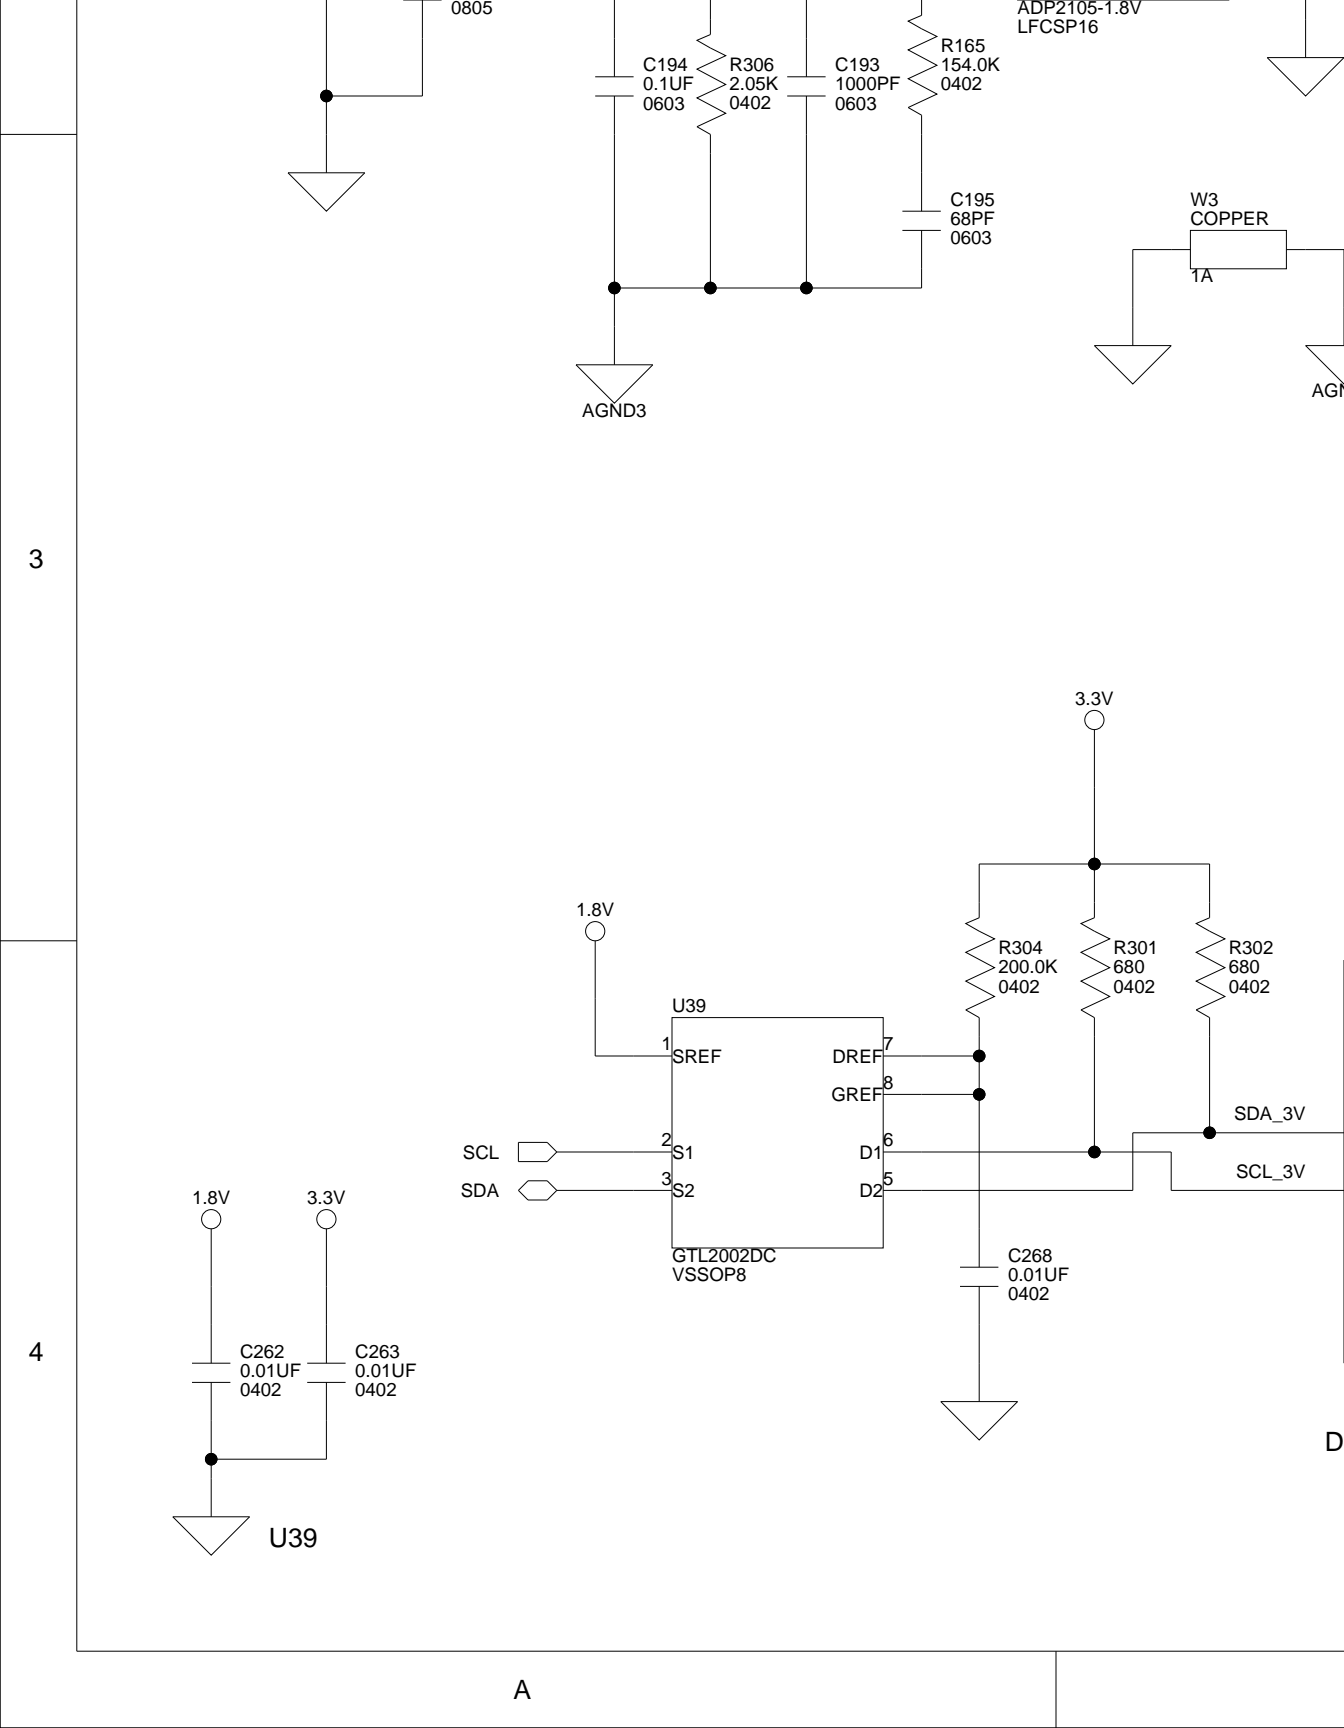 0805
ADP2105-1.8V
LFCSP16
C194
0.1UF
0603
R306
2.05K
0402
C193
1000PF
0603
R165
154.0K
0402
C195
68PF
0603
W3
COPPER
1A
AGND3
AGN
3
3.3V
1.8V
R304
200.0K
0402
R301
680
0402
R302
680
0402
U39
1
SREF
DREF
7
GREF
8
SCL
2
S1
D1
6
SDA
3
S2
D2
5
SDA_3V
SCL_3V
GTL2002DC
VSSOP8
C268
0.01UF
0402
1.8V
3.3V
C262
0.01UF
0402
C263
0.01UF
0402
4
D
U39
A